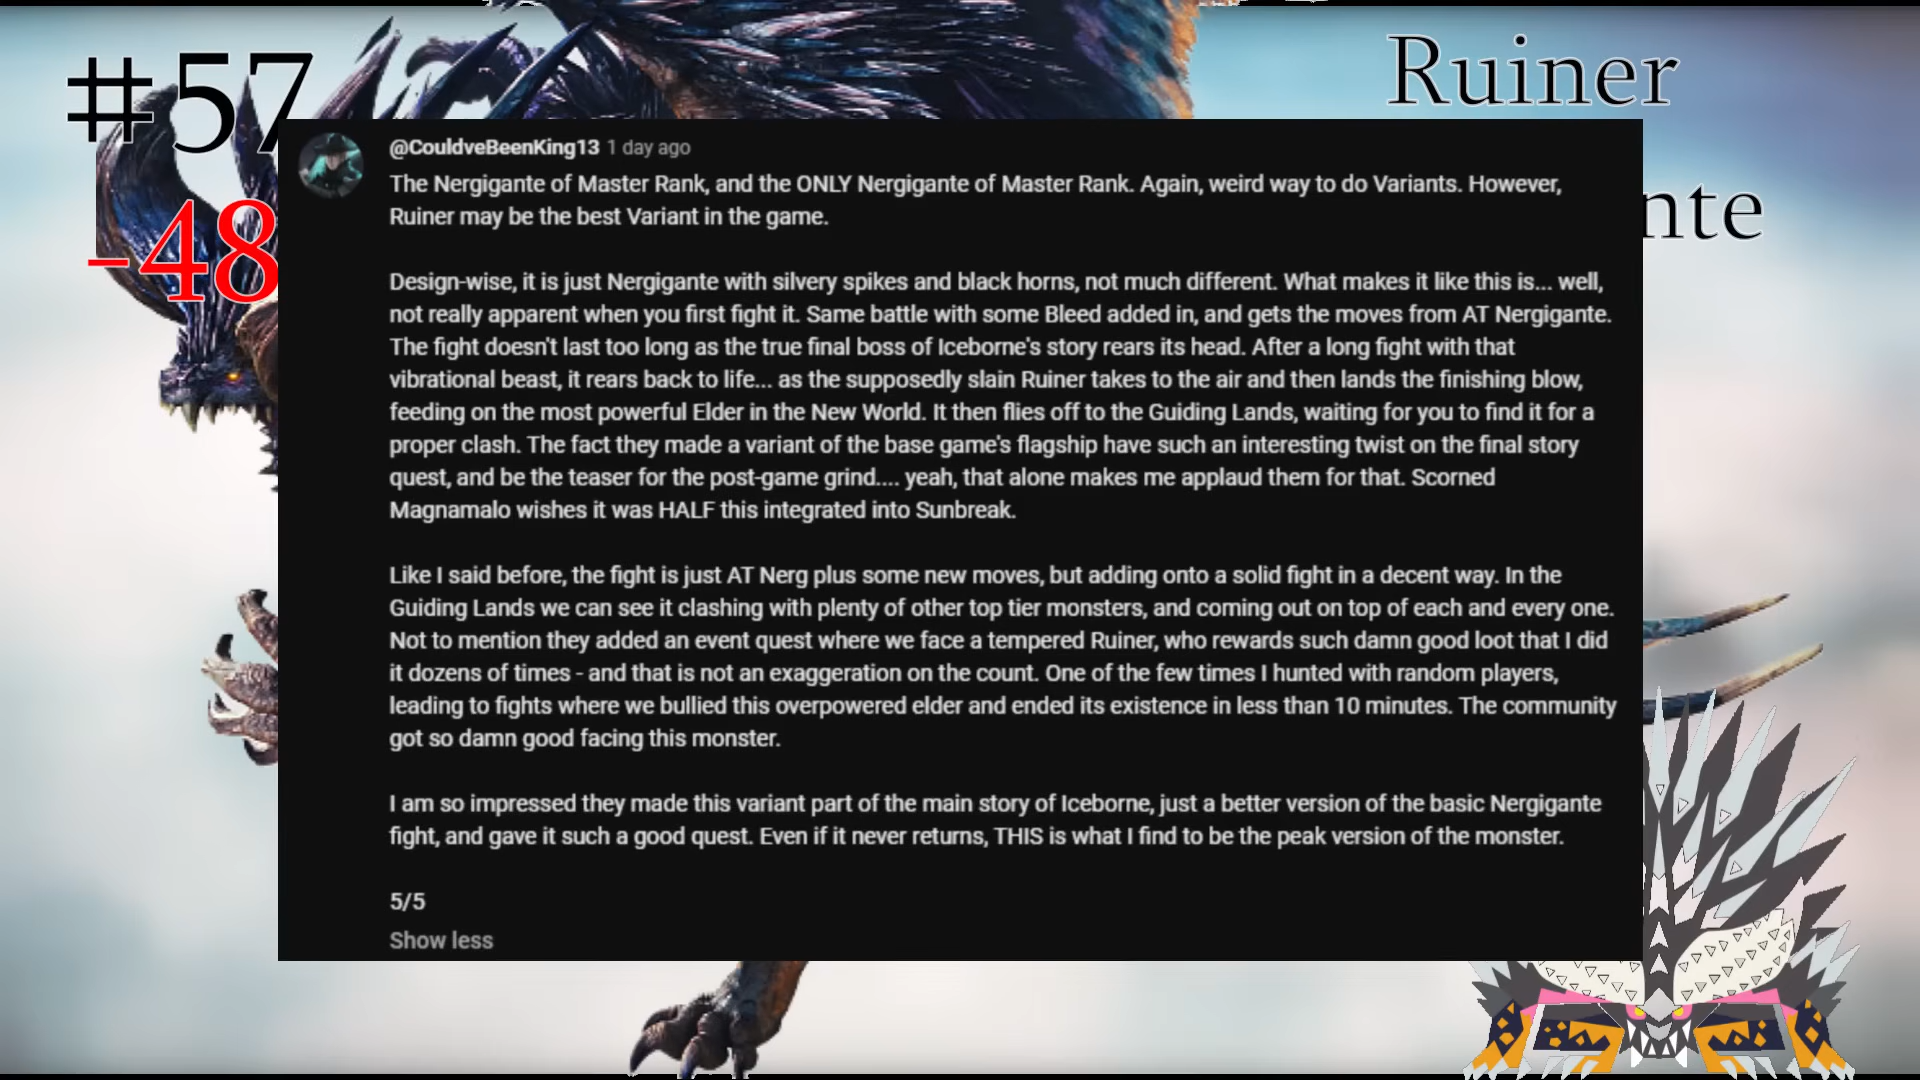 #57
Ruiner
-48
nte
@CouldveBeenKing13 1 day ago
The Nergigante of Master Rank, and the ONLY Nergigante of Master Rank. Again, weird way to do Variants. However,
Ruiner may be the best Variant in the game.
Design-wise, it is just Nergigante with silvery spikes and black horns, not much different. What makes it like this is... well,
not really apparent when you first fight it. Same battle with some Bleed added in, and gets the moves from AT Nergigante.
The fight doesn't last too long as the true final boss of Iceborne's story rears its head. After a long fight with that
vibrational beast, it rears back to life... as the supposedly slain Ruiner takes to the air and then lands the finishing blow,
feeding on the most powerful Elder in the New World. It then flies off to the Guiding Lands, waiting for you to find it for a
proper clash. The fact they made a variant of the base game's flagship have such an interesting twist on the final story
quest, and be the teaser for the post-game grind.... yeah, that alone makes me applaud them for that. Scorned
Magnamalo wishes it was HALF this integrated into Sunbreak.
Like I said before, the fight is just AT Nerg plus some new moves, but adding onto a solid fight in a decent way. In the
Guiding Lands we can see it clashing with plenty of other top tier monsters, and coming out on top of each and every one.
Not to mention they added an event quest where we face a tempered Ruiner, who rewards such damn good loot that I did
it dozens of times - and that is not an exaggeration on the count. One of the few times I hunted with random players,
leading to fights where we bullied this overpowered elder and ended its existence in less than 10 minutes. The community
got so damn good facing this monster.
I am so impressed they made this variant part of the main story of Iceborne, just a better version of the basic Nergigante
fight, and gave it such a good quest. Even if it never returns, THIS is what I find to be the peak version of the monster.
5/5
Show less